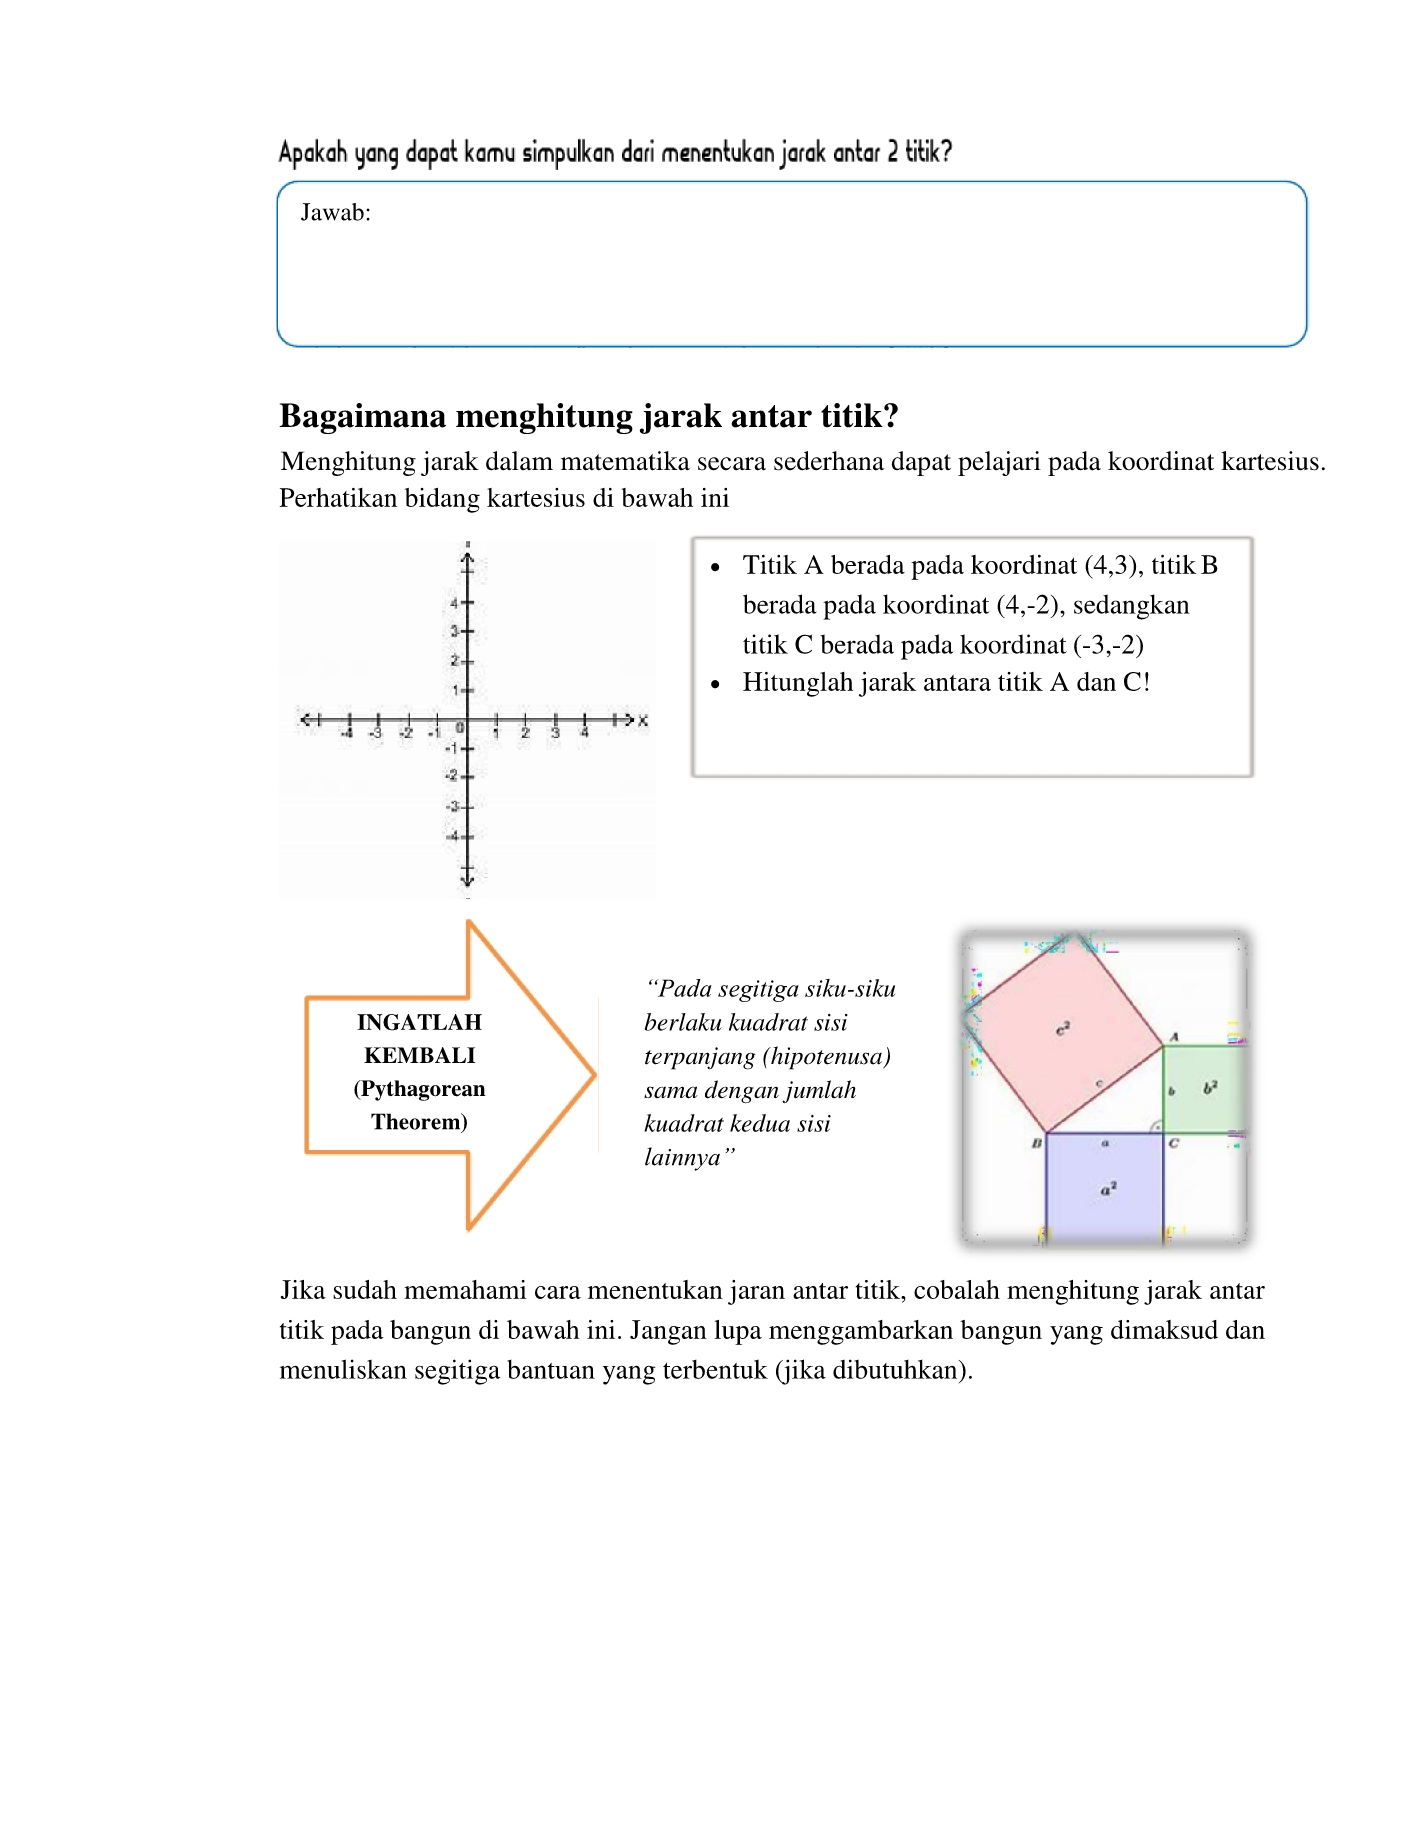 Apakah yang dapat kamu simpulkan dari menentukan jarak antar 2 titik?
Jawab:
Bagaimana menghitung jarak antar titik?
Menghitung jarak dalam matematika secara sederhana dapat pelajari pada koordinat kartesius.
Perhatikan bidang kartesius di bawah ini
4
3
2
1
-4 -3 -2 -1 0 1 2 3 4 X
-1
-2
-3
-4
• Titik A berada pada koordinat (4,3), titik B
berada pada koordinat (4,-2), sedangkan
titik C berada pada koordinat (-3,-2)
• Hitunglah jarak antara titik A dan C!
INGATLAH
KEMBALI
(Pythagorean
Theorem)
“Pada segitiga siku-siku
berlaku kuadrat sisi
terpanjang (hipotenusa)
sama dengan jumlah
kuadrat kedua sisi
lainnya”
c²
A
c
b
b²
B
a
C
a²
Jika sudah memahami cara menentukan jaran antar titik, cobalah menghitung jarak antar
titik pada bangun di bawah ini. Jangan lupa menggambarkan bangun yang dimaksud dan
menuliskan segitiga bantuan yang terbentuk (jika dibutuhkan).